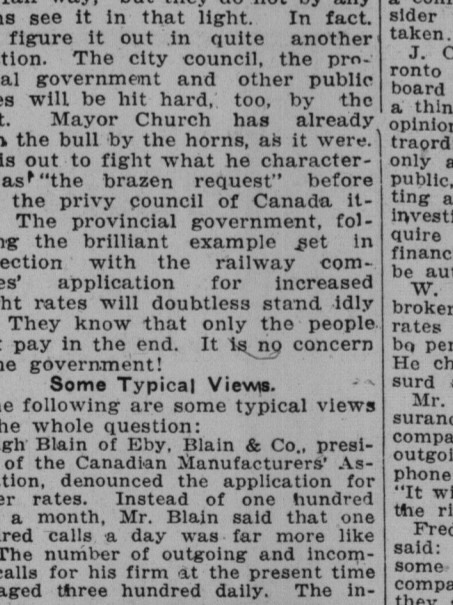 ns see it in that light. In fact,
figure it out in quite another
tion. The city council, the pro-
al government and other public
es will be hit hard, too, by the
t. Mayor Church has already
the bull by the horns, as it were.
is out to fight what he character-
as "the brazen request" before
the privy council of Canada it-
The provincial government, fol-
ng the brilliant example set in
ection with the railway com-
es' application for increased
ht rates will doubtless stand idly
They know that only the people
t pay in the end. It is no concern
he government!
Some Typical Views.
he following are some typical views
the whole question:
gh Blain of Eby, Blain & Co., presi-
of the Canadian Manufacturers' As-
ation, denounced the application for
er rates. Instead of one hundred
a month, Mr. Blain said that one
red calls a day was far more like
The number of outgoing and incom-
calls for his firm at the present time
aged three hundred daily. The in-
sider
taken.
J. C
ronto
board
a thin
opinion
traord
only a
public,
ting a
investi
quire
financ
be aut
W.
broker
rates
bq per
He ch
surd
Mr.
suranc
compa
outgoi
phone
"It wi
the ri
Fred
said:
some
compa
they